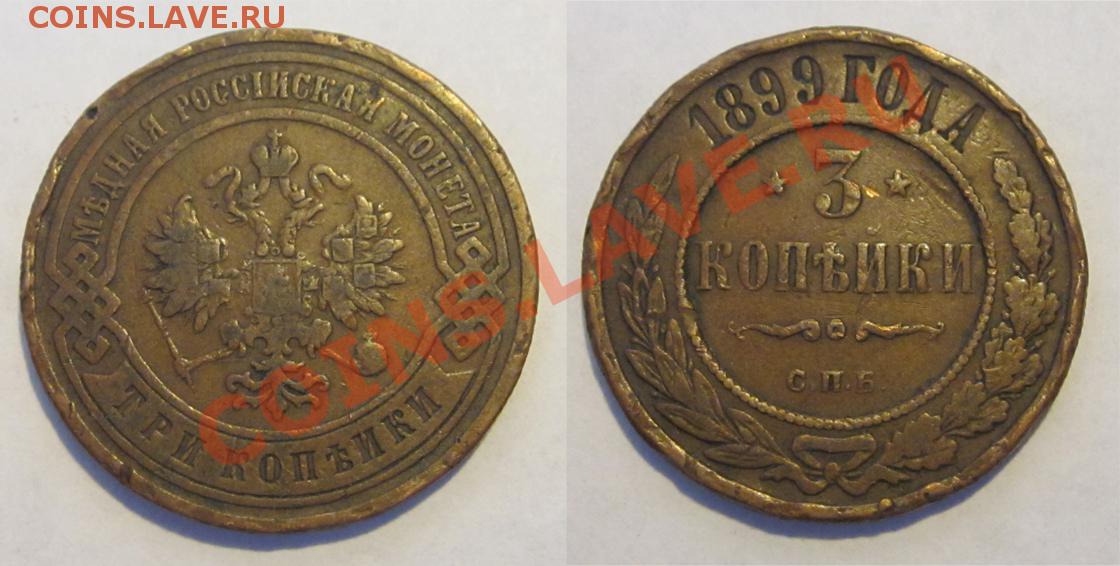 COINS.LAVE.RU
МѢДНАЯ РОССІЙСКАЯ МОНЕТА
ТРИ КОПѢЙКИ
1899 ГОДА
* 3 *
КОПѢЙКИ
С.П.Б.
COINS.LAVE.RU